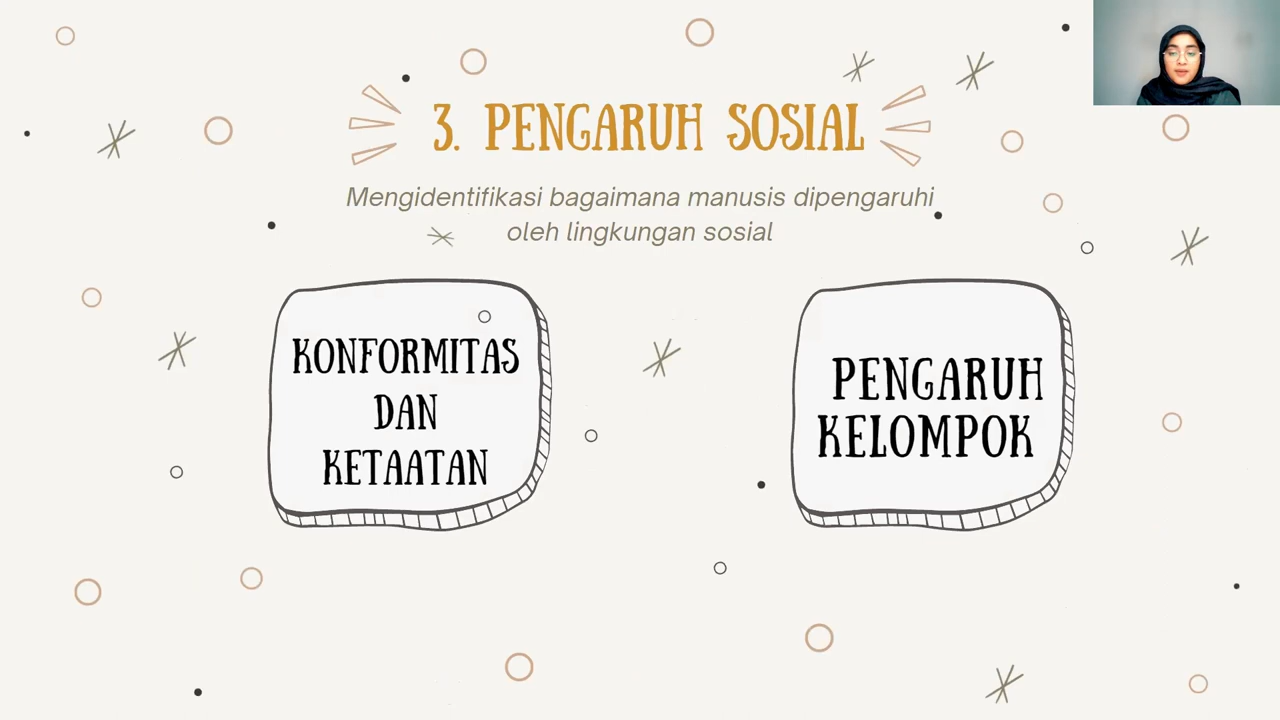 3. PENGARUH SOSIAL
Mengidentifikasi bagaimana manusis dipengaruhi
oleh lingkungan sosial
KONFORMITAS
DAN
KETAATAN
PENGARUH
KELOMPOK